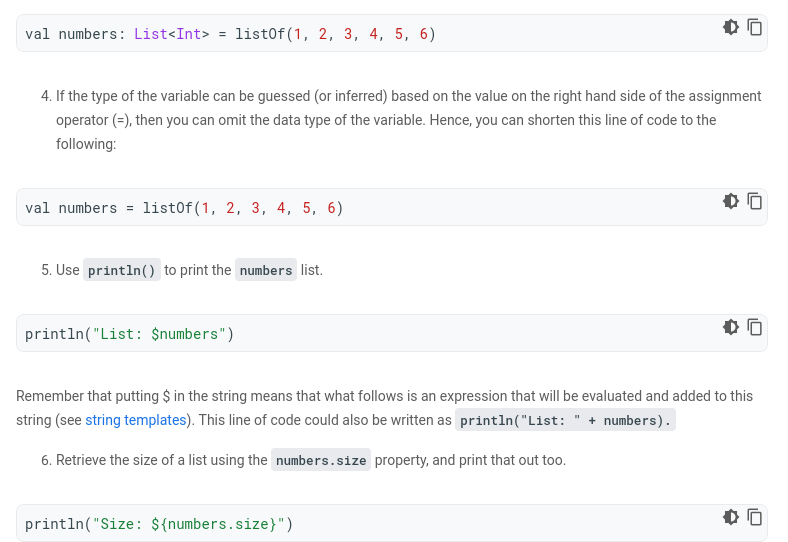 val numbers: List<Int> = listOf(1, 2, 3, 4, 5, 6)
4. If the type of the variable can be guessed (or inferred) based on the value on the right hand side of the assignment
operator (=), then you can omit the data type of the variable. Hence, you can shorten this line of code to the
following:
val numbers = listOf(1, 2, 3, 4, 5, 6)
5. Use println() to print the numbers list.
println("List: $numbers")
Remember that putting $ in the string means that what follows is an expression that will be evaluated and added to this
string (see string templates). This line of code could also be written as println("List: " + numbers).
6. Retrieve the size of a list using the numbers.size property, and print that out too.
println("Size: ${numbers.size}")